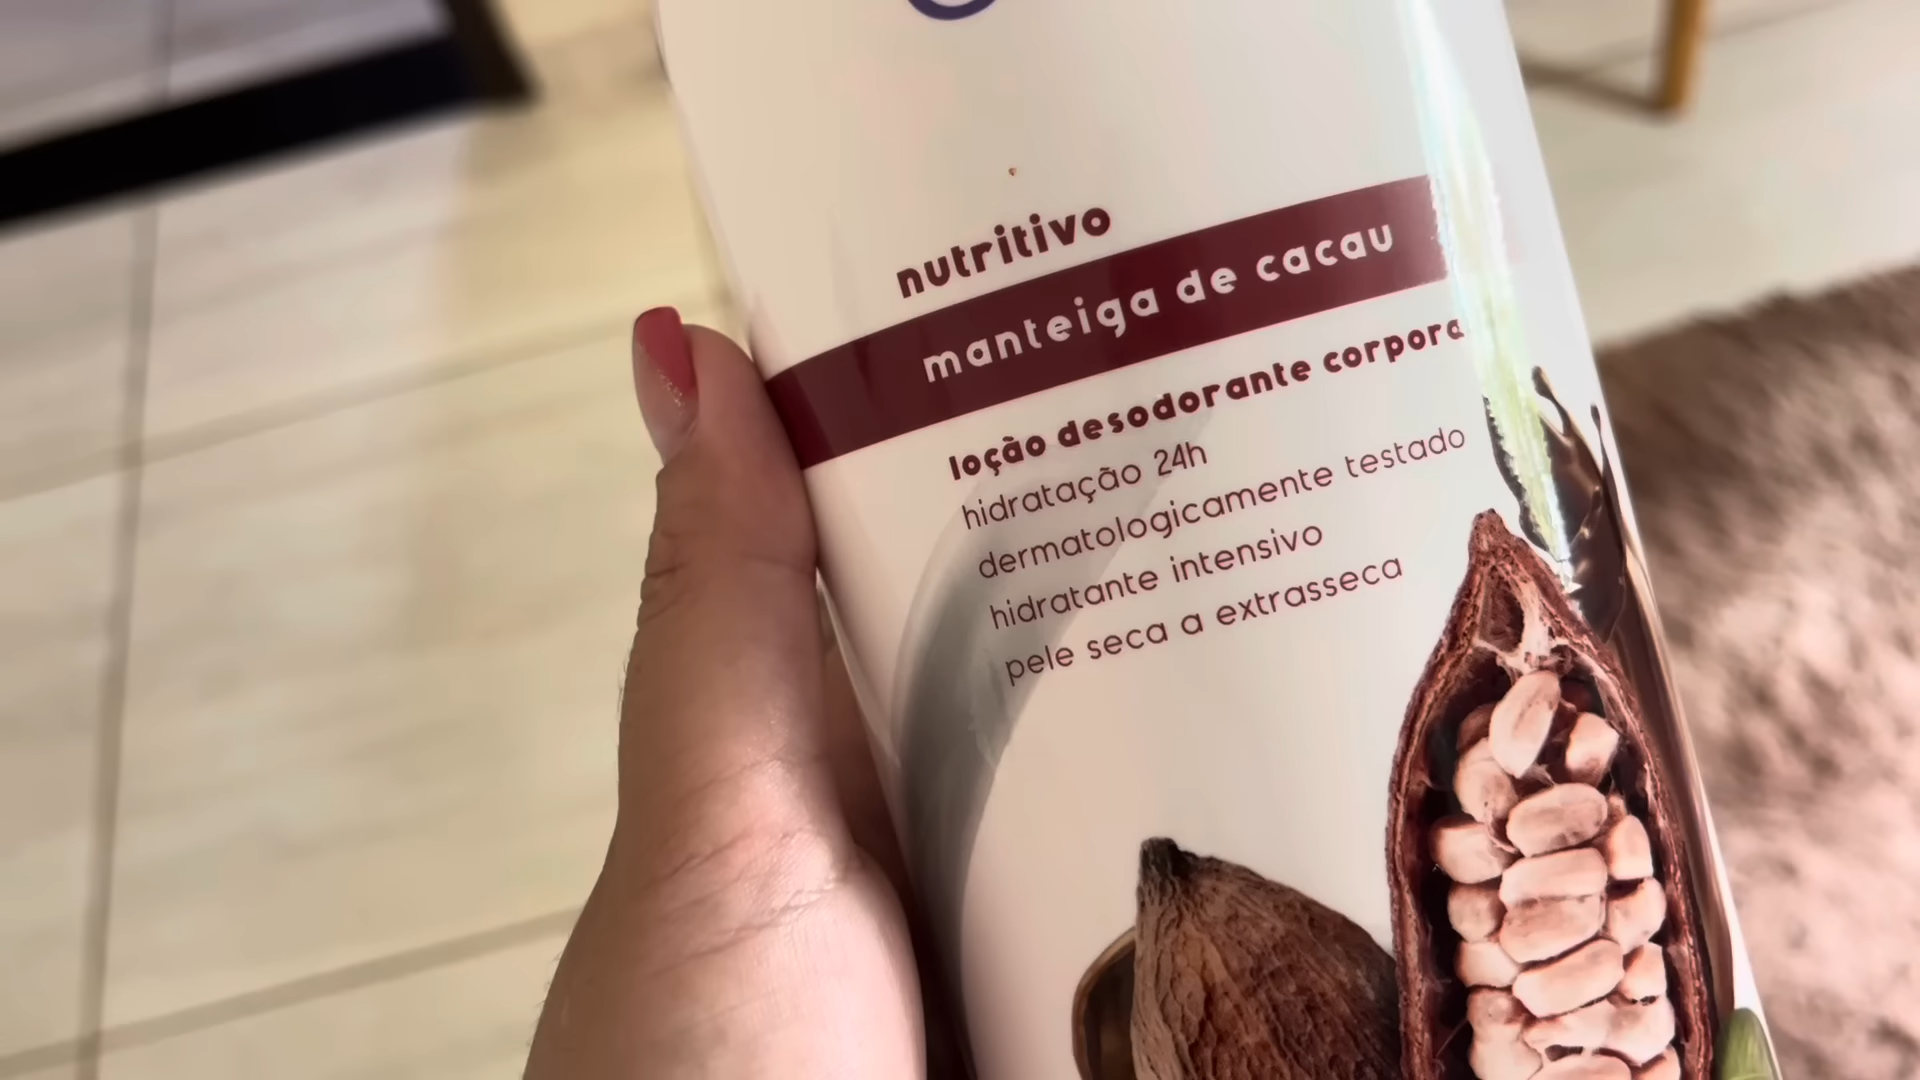 nutritivo
manteiga de cacau
loção desodorante corpora
hidratação 24h
dermatologicamente testado
hidratante intensivo
pele seca a extrasseca